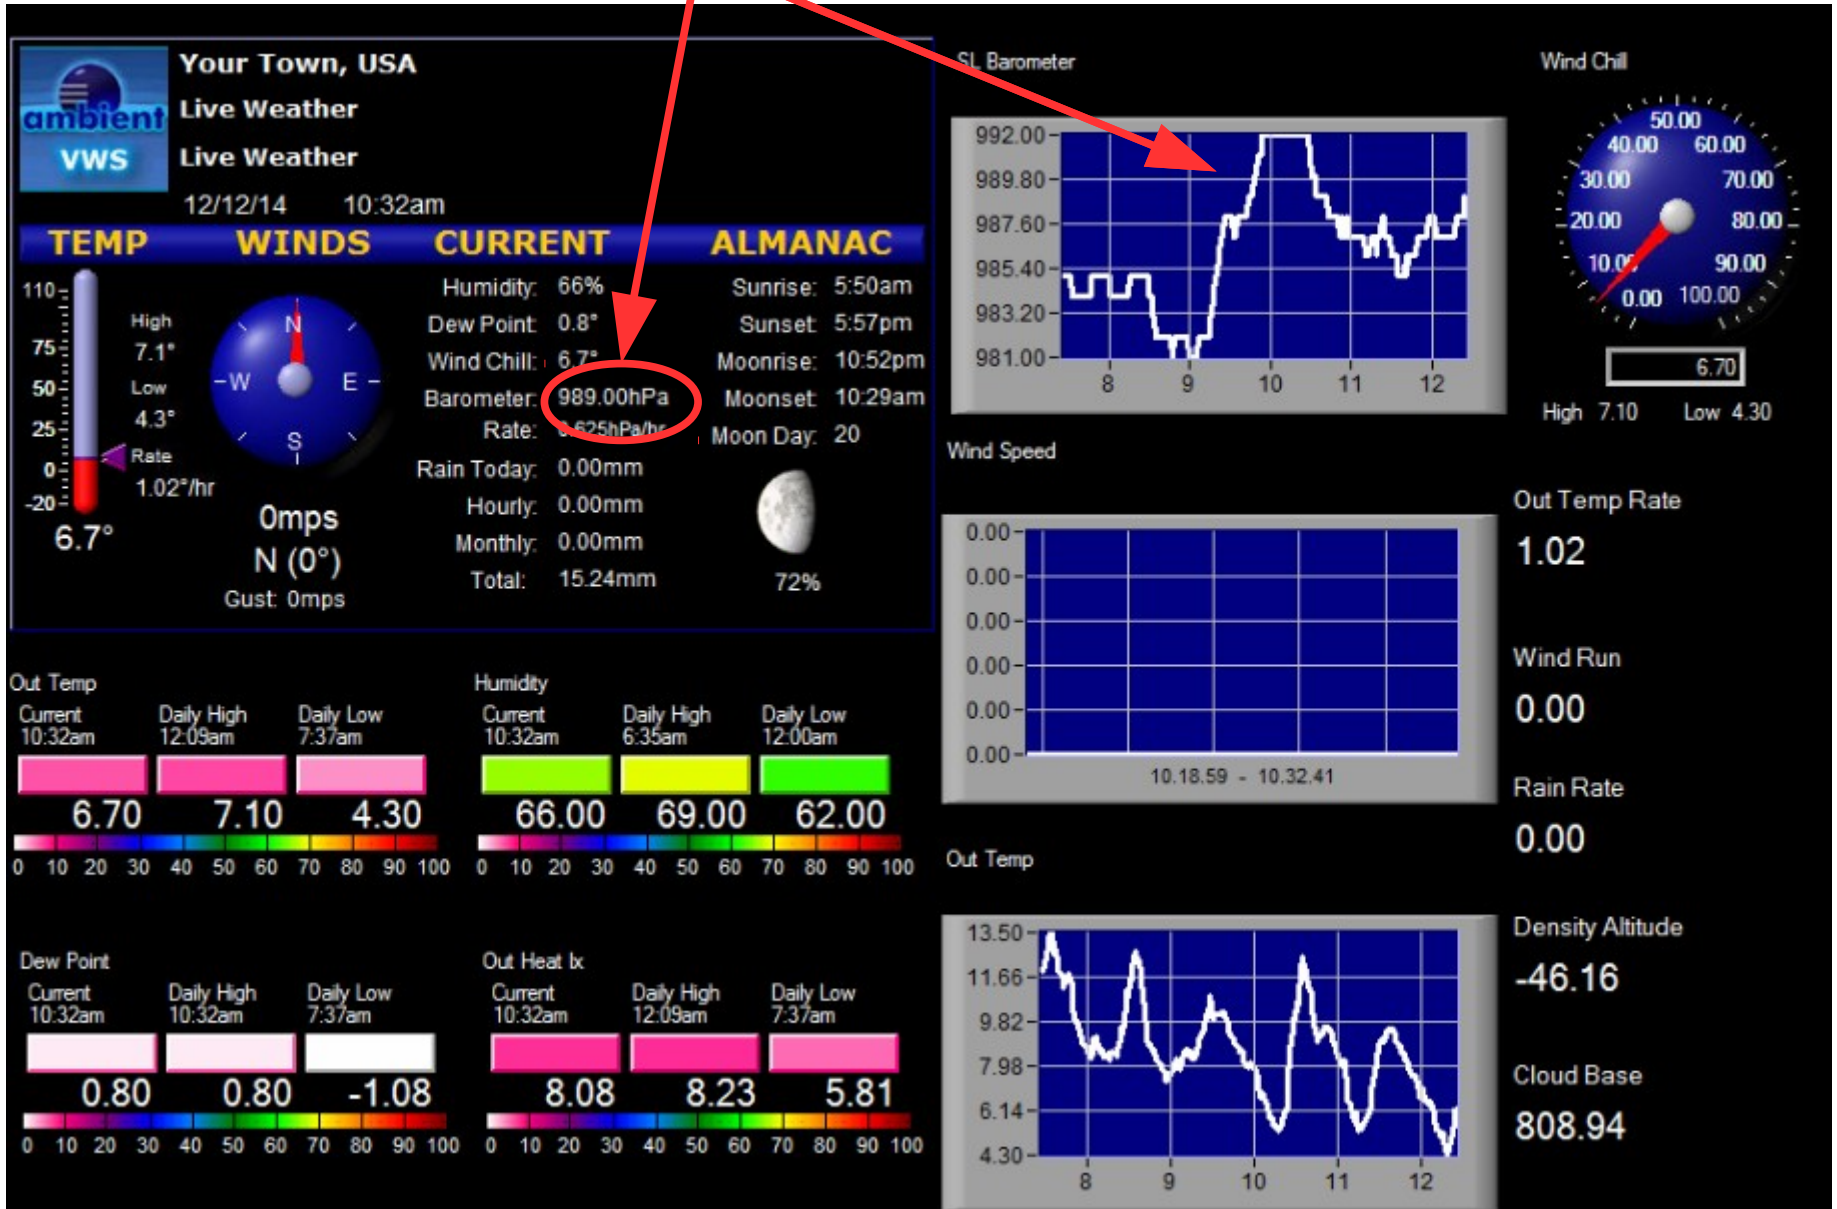 ambient
VWS
Your Town, USA
Live Weather
Live Weather
12/12/14 10:32am
TEMP WINDS CURRENT ALMANAC
110
75
50
25
0
-20
High
7.1°
Low
4.3°
Rate
1.02°/hr
6.7°
N
W E
S
0mps
N (0°)
Gust: 0mps
Humidity: 66%
Dew Point: 0.8°
Wind Chill: 6.7°
Barometer: 989.00hPa
Rate: 0.625hPa/hr
Rain Today: 0.00mm
Hourly: 0.00mm
Monthly: 0.00mm
Total: 15.24mm
Sunrise: 5:50am
Sunset: 5:57pm
Moonrise: 10:52pm
Moonset: 10:29am
Moon Day: 20
72%
SL Barometer
992.00
989.80
987.60
985.40
983.20
981.00
8 9 10 11 12
Wind Chill
50.00
40.00 60.00
30.00 70.00
20.00 80.00
10.00 90.00
0.00 100.00
6.70
High 7.10 Low 4.30
Wind Speed
0.00
0.00
0.00
0.00
0.00
0.00
10.18.59 - 10.32.41
Out Temp Rate
1.02
Wind Run
0.00
Rain Rate
0.00
Out Temp
Current Daily High Daily Low
10:32am 12:09am 7:37am
6.70 7.10 4.30
0 10 20 30 40 50 60 70 80 90 100
Humidity
Current Daily High Daily Low
10:32am 6:35am 12:00am
66.00 69.00 62.00
0 10 20 30 40 50 60 70 80 90 100
Dew Point
Current Daily High Daily Low
10:32am 10:32am 7:37am
0.80 0.80 -1.08
0 10 20 30 40 50 60 70 80 90 100
Out Heat Ix
Current Daily High Daily Low
10:32am 12:09am 7:37am
8.08 8.23 5.81
0 10 20 30 40 50 60 70 80 90 100
Out Temp
13.50
11.66
9.82
7.98
6.14
4.30
8 9 10 11 12
Density Altitude
-46.16
Cloud Base
808.94